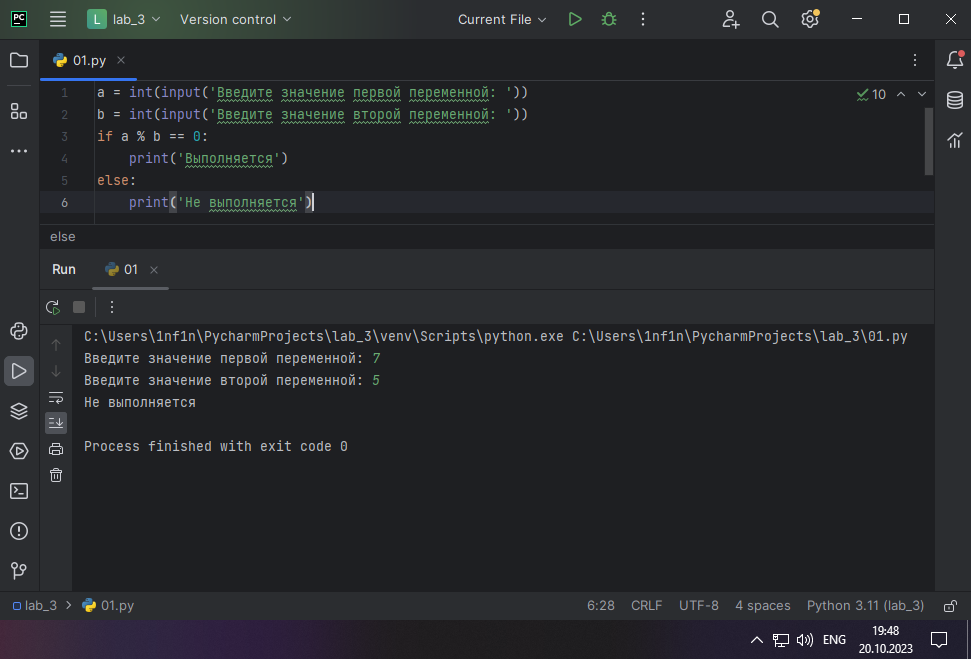 PC L lab_3 Version control Current File
01.py
1 a = int(input('Введите значение первой переменной: ')) 10
2 b = int(input('Введите значение второй переменной: '))
3 if a % b == 0:
4 print('Выполняется')
5 else:
6 print('Не выполняется')
else
Run 01
C:\Users\1nf1n\PycharmProjects\lab_3\venv\Scripts\python.exe C:\Users\1nf1n\PycharmProjects\lab_3\01.py
Введите значение первой переменной: 7
Введите значение второй переменной: 5
Не выполняется
Process finished with exit code 0
lab_3 01.py 6:28 CRLF UTF-8 4 spaces Python 3.11 (lab_3)
ENG 19:48
20.10.2023